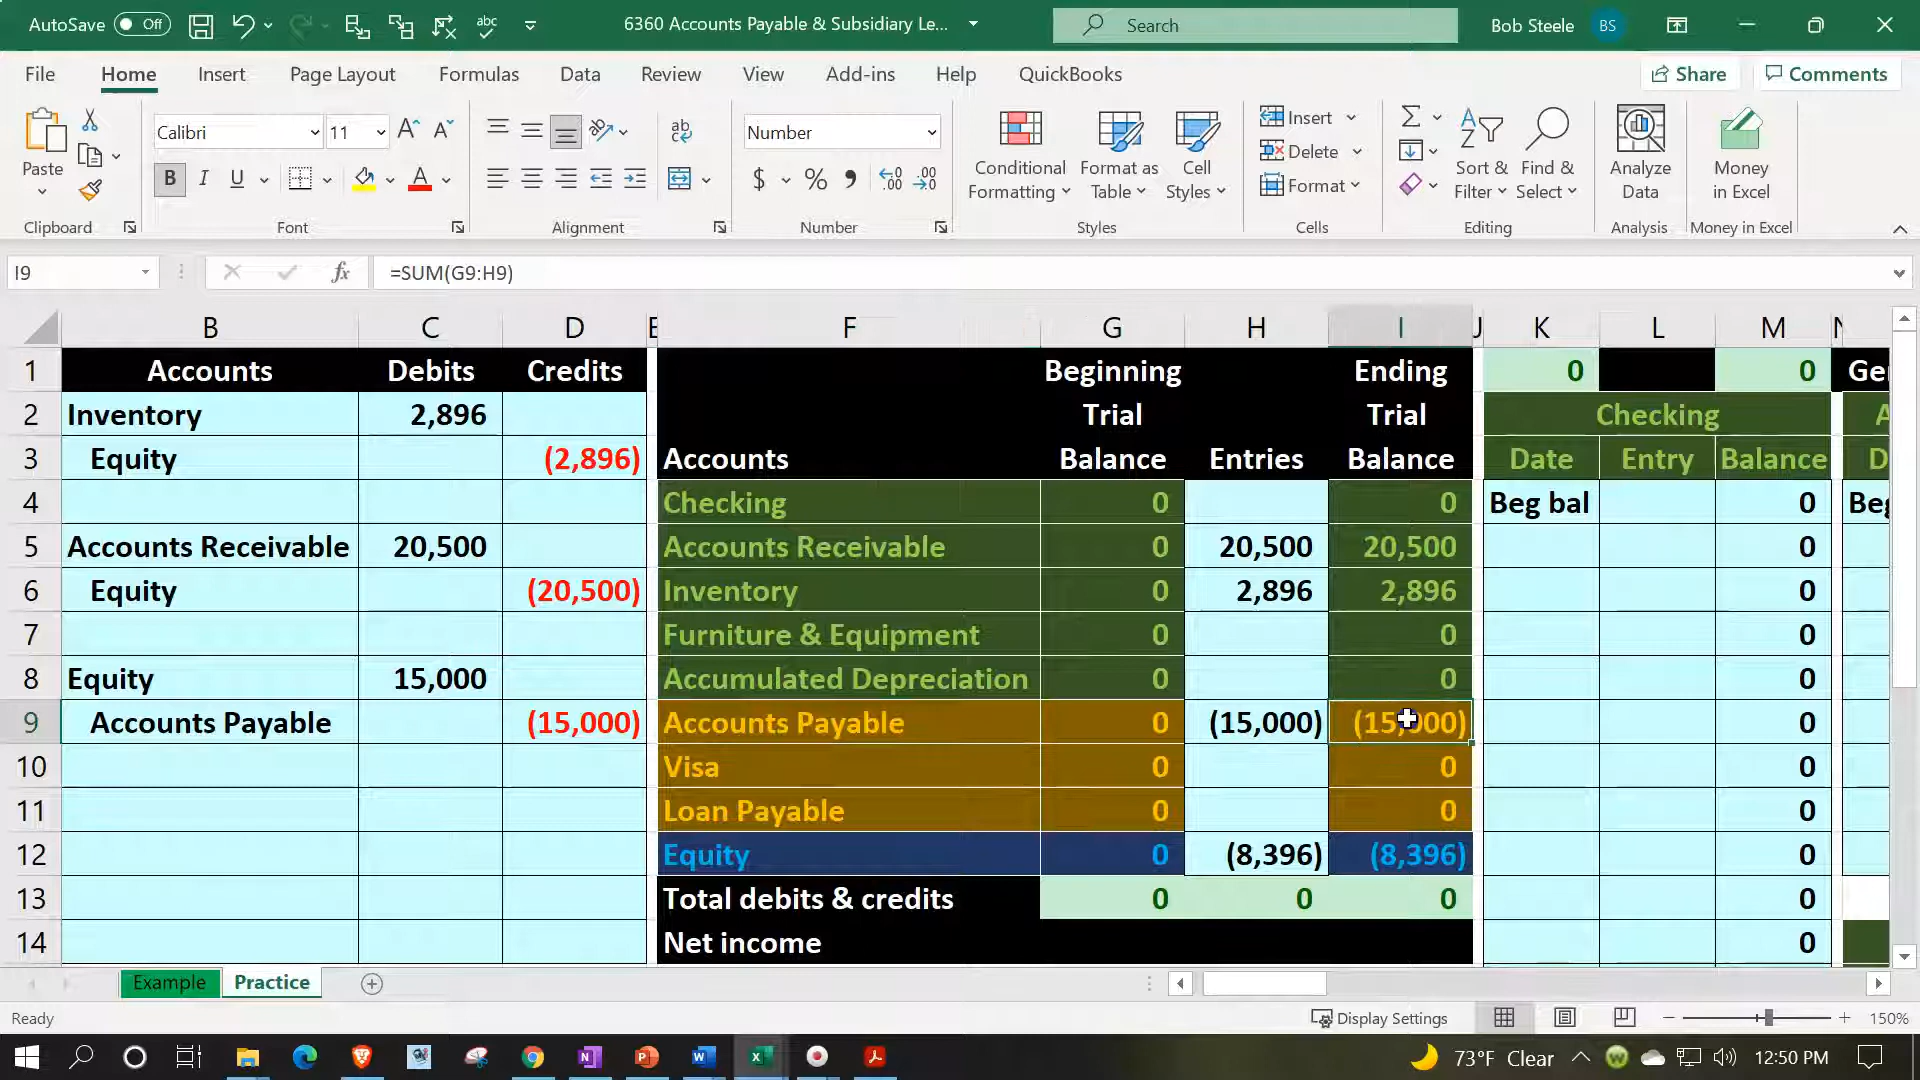 AutoSave Off 6360 Accounts Payable & Subsidiary Le... Search Bob Steele BS
File Home Insert Page Layout Formulas Data Review View Add-ins Help QuickBooks Share Comments
Paste Calibri 11 Number Conditional Formatting Format as Table Cell Styles Insert Delete Format Sort & Filter Find & Select Analyze Data Money in Excel
Clipboard Font Alignment Number Styles Cells Editing Analysis Money in Excel
I9 =SUM(G9:H9)
B C D E F G H I J K L M N
1 Accounts Debits Credits Beginning Ending 0 0
2 Inventory 2,896 Trial Trial Checking A
3 Equity (2,896) Accounts Balance Entries Balance Date Entry Balance D
4 Checking 0 0 Beg bal 0
5 Accounts Receivable 20,500 Accounts Receivable 0 20,500 20,500 0
6 Equity (20,500) Inventory 0 2,896 2,896 0
7 Furniture & Equipment 0 0 0
8 Equity 15,000 Accumulated Depreciation 0 0 0
9 Accounts Payable (15,000) Accounts Payable 0 (15,000) (15,000) 0
10 Visa 0 0 0
11 Loan Payable 0 0 0
12 Equity 0 (8,396) (8,396) 0
13 Total debits & credits 0 0 0 0
14 Net income 0
Example Practice
Ready Display Settings 150%
73°F Clear 12:50 PM